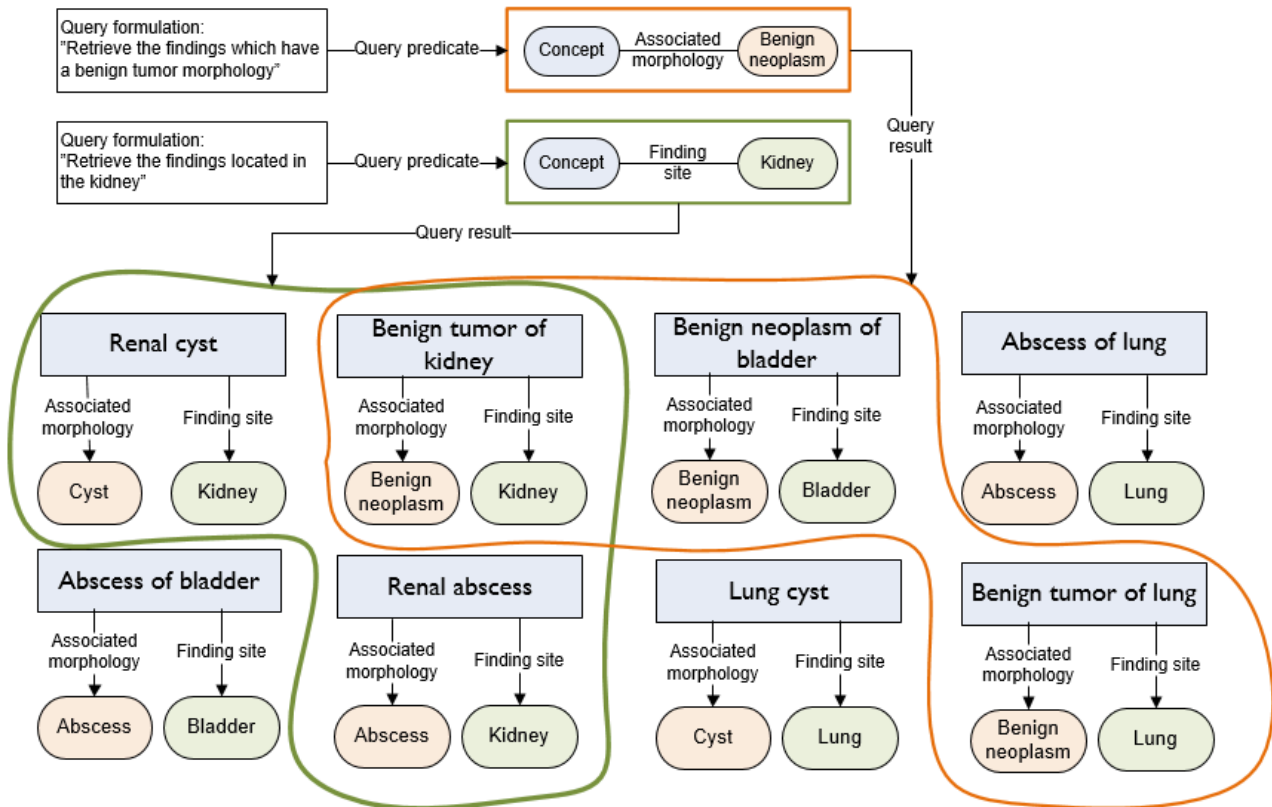 Query formulation:
"Retrieve the findings which have
a benign tumor morphology"
Query predicate
Concept
Associated
morphology
Benign
neoplasm
Query
result
Query formulation:
"Retrieve the findings located in
the kidney"
Query predicate
Concept
Finding
site
Kidney
Query result
Renal cyst
Associated
morphology
Finding site
Cyst
Kidney
Benign tumor of
kidney
Associated
morphology
Finding site
Benign
neoplasm
Kidney
Benign neoplasm of
bladder
Associated
morphology
Finding site
Benign
neoplasm
Bladder
Abscess of lung
Associated
morphology
Finding site
Abscess
Lung
Abscess of bladder
Associated
morphology
Finding site
Abscess
Bladder
Renal abscess
Associated
morphology
Finding site
Abscess
Kidney
Lung cyst
Associated
morphology
Finding site
Cyst
Lung
Benign tumor of lung
Associated
morphology
Finding site
Benign
neoplasm
Lung